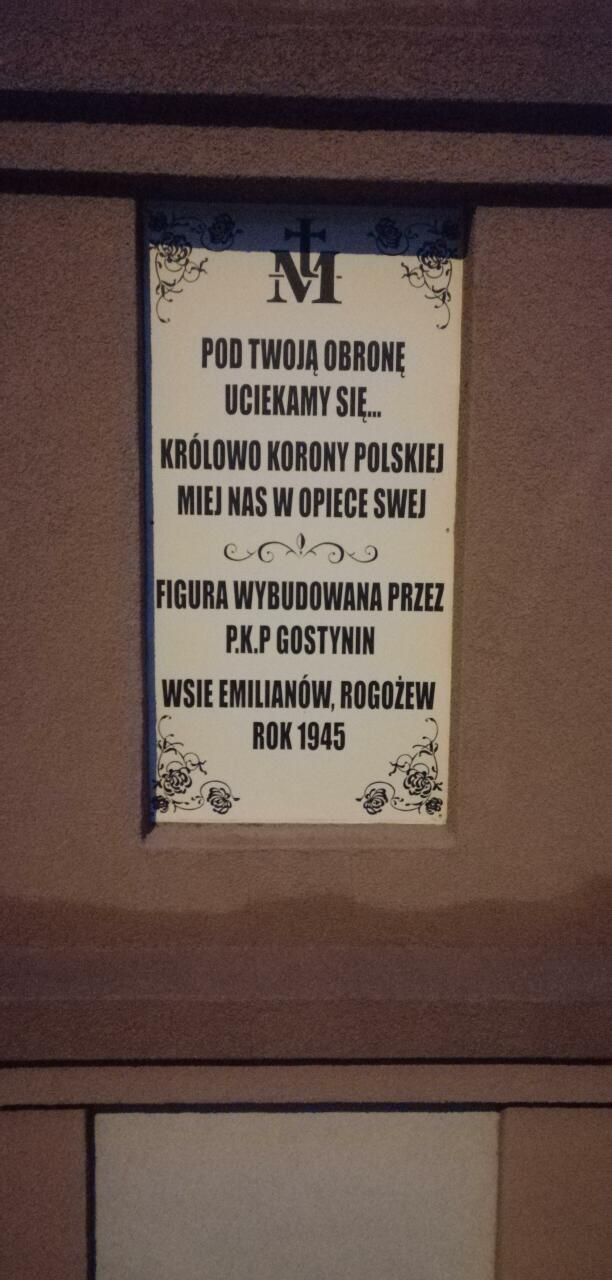 POD TWOJĄ OBRONĘ
UCIEKAMY SIĘ...
KRÓLOWO KORONY POLSKIEJ
MIEJ NAS W OPIECE SWEJ
FIGURA WYBUDOWANA PRZEZ
P.K.P GOSTYNIN
WSIE EMILIANÓW, ROGOŻEW
ROK 1945